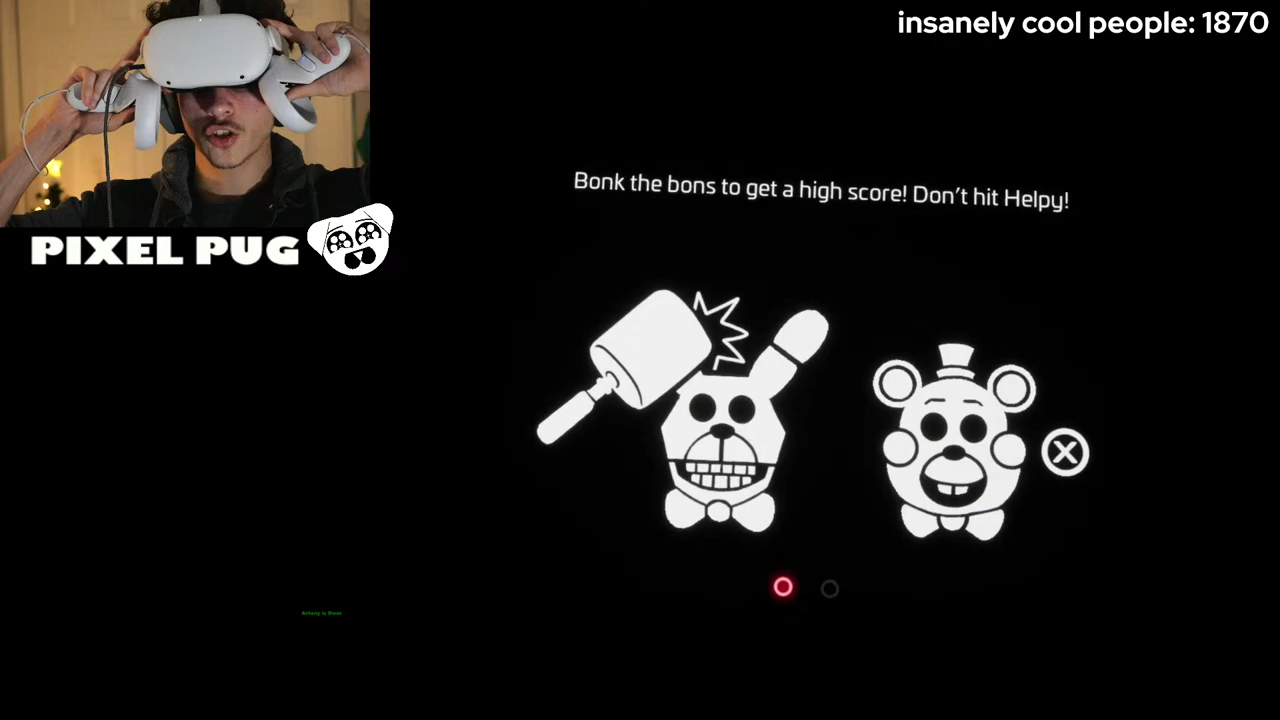 insanely cool people: 1870
Bonk the bons to get a high score! Don't hit Helpy!
PIXEL PUG